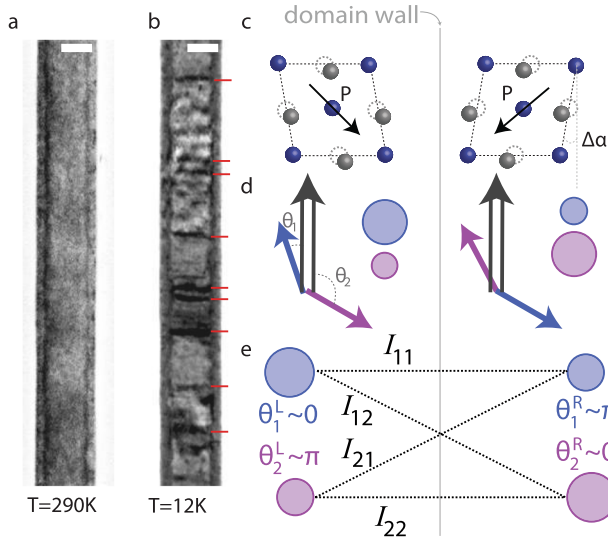 domain wall
a
b
c
P
P
Δα
d
θ₁
θ₂
e
I₁₁
θ₁ᴸ~0
I₁₂
θ₁ᴿ~π
θ₂ᴸ~π
I₂₁
θ₂ᴿ~0
I₂₂
T=290K
T=12K